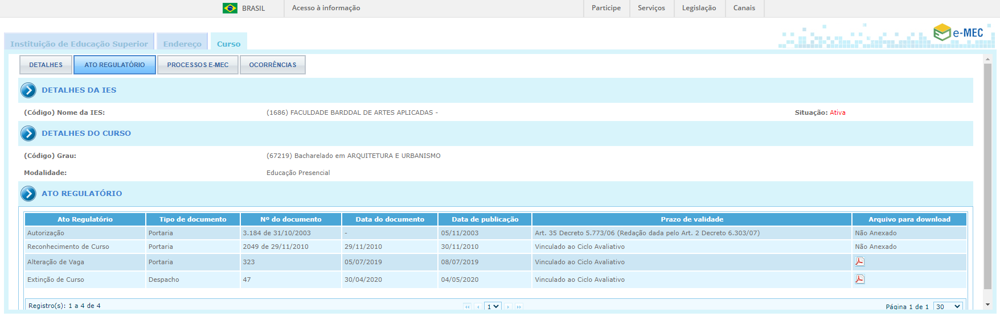 BRASIL Acesso à informação Participe Serviços Legislação Canais
e-MEC
Instituição de Educação Superior Endereço Curso
DETALHES ATO REGULATÓRIO PROCESSOS E-MEC OCORRÊNCIAS
DETALHES DA IES
(Código) Nome da IES: (1686) FACULDADE BARDDAL DE ARTES APLICADAS - Situação: Ativa
DETALHES DO CURSO
(Código) Grau: (67219) Bacharelado em ARQUITETURA E URBANISMO
Modalidade: Educação Presencial
ATO REGULATÓRIO
Ato Regulatório Tipo de documento Nº do documento Data do documento Data de publicação Prazo de validade Arquivo para download
Autorização Portaria 3.184 de 31/10/2003 - 05/11/2003 Art. 35 Decreto 5.773/06 (Redação dada pelo Art. 2 Decreto 6.303/07) Não Anexado
Reconhecimento de Curso Portaria 2049 de 29/11/2010 29/11/2010 30/11/2010 Vinculado ao Ciclo Avaliativo Não Anexado
Alteração de Vaga Portaria 323 05/07/2019 08/07/2019 Vinculado ao Ciclo Avaliativo
Extinção de Curso Despacho 47 30/04/2020 04/05/2020 Vinculado ao Ciclo Avaliativo
Registro(s): 1 a 4 de 4 1 Página 1 de 1 30